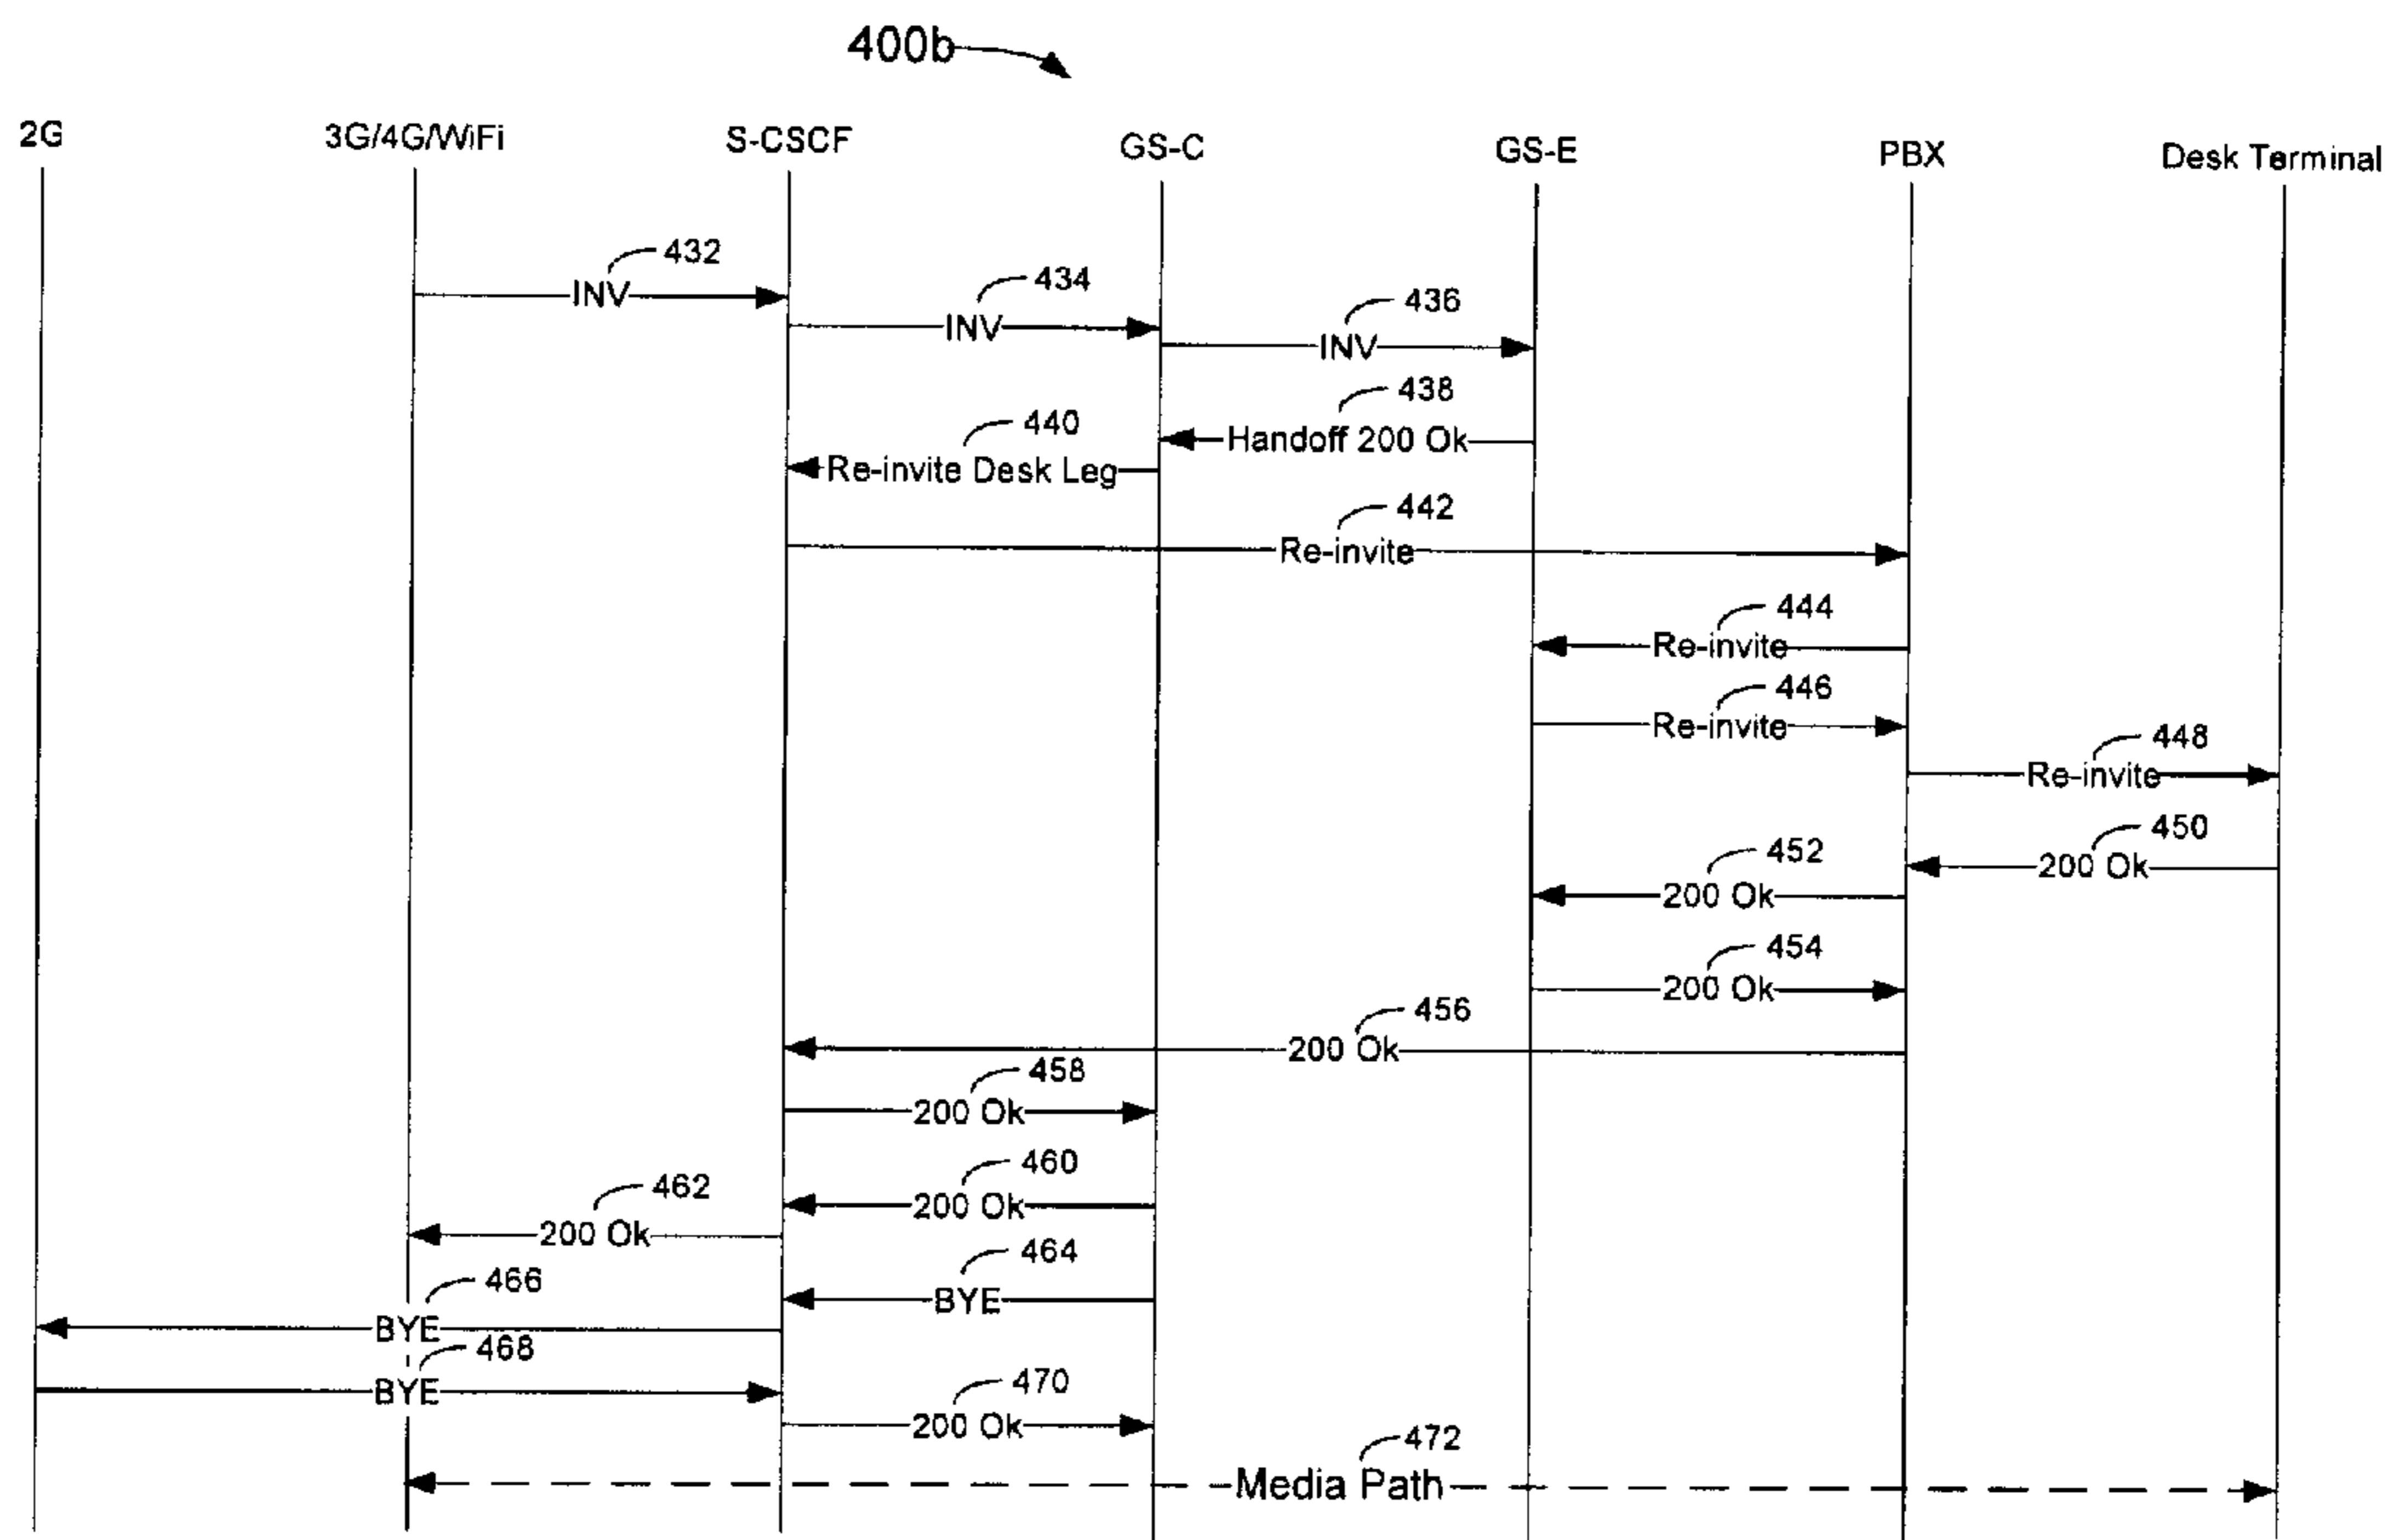 400b
2G 3G/4G/WiFi S-CSCF GS-C GS-E PBX Desk Terminal
432
INV
434
INV
436
INV
438
Handoff 200 Ok
440
Re-invite Desk Leg
442
Re-invite
444
Re-invite
446
Re-invite
448
Re-invite
450
200 Ok
452
200 Ok
454
200 Ok
456
200 Ok
458
200 Ok
460
200 Ok
462
200 Ok
464
BYE
466
BYE
468
BYE
470
200 Ok
472
Media Path